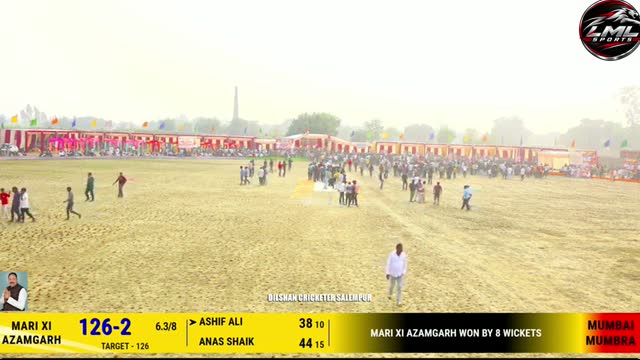 LML
SPORTS
DILSHAN CRICKETER SALEMPUR
MARI XI
AZAMGARH
126-2
6.3/8
TARGET - 126
ASHIF ALI 38 10
ANAS SHAIK 44 15
MARI XI AZAMGARH WON BY 8 WICKETS
MUMBAI
MUMBRA